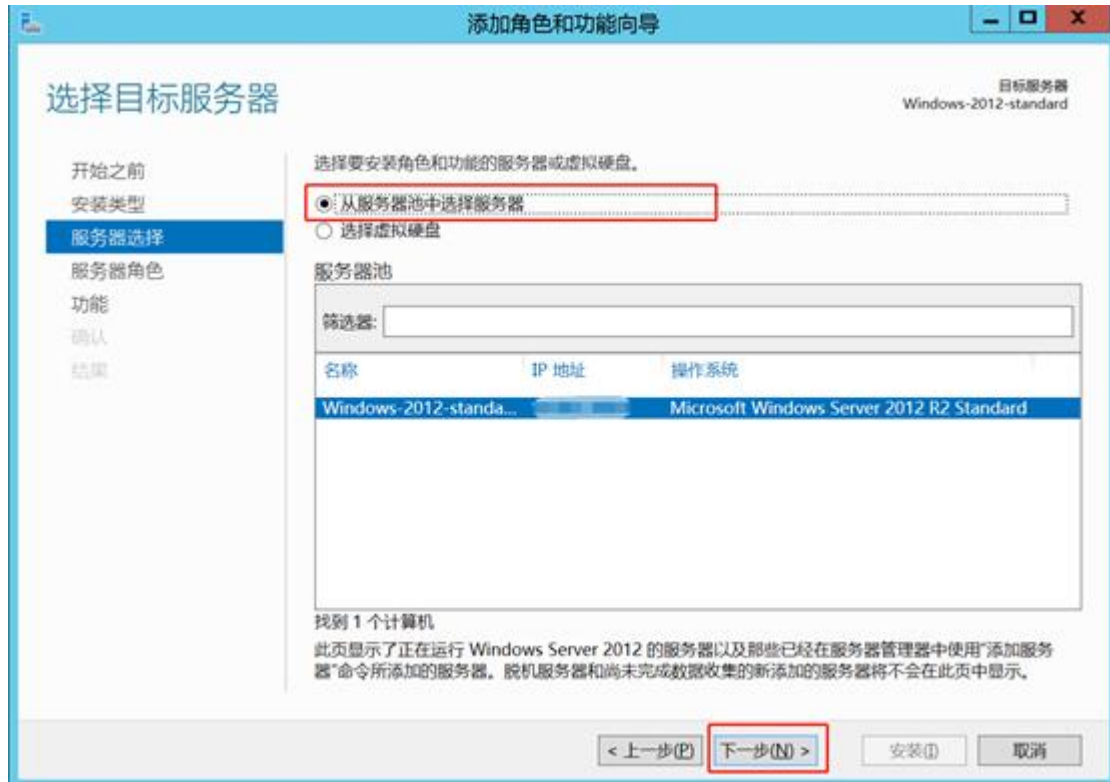 添加角色和功能向导
选择目标服务器
目标服务器
Windows-2012-standard
开始之前
安装类型
服务器选择
服务器角色
功能
确认
结果
选择要安装角色和功能的服务器或虚拟硬盘。
从服务器池中选择服务器
选择虚拟硬盘
服务器池
筛选器:
名称 IP 地址 操作系统
Windows-2012-standa... Microsoft Windows Server 2012 R2 Standard
找到 1 个计算机
此页显示了正在运行 Windows Server 2012 的服务器以及那些已经在服务器管理器中使用"添加服务
器"命令所添加的服务器。脱机服务器和尚未完成数据收集的新添加的服务器将不会在此页中显示。
< 上一步(P) 下一步(N) > 安装(I) 取消